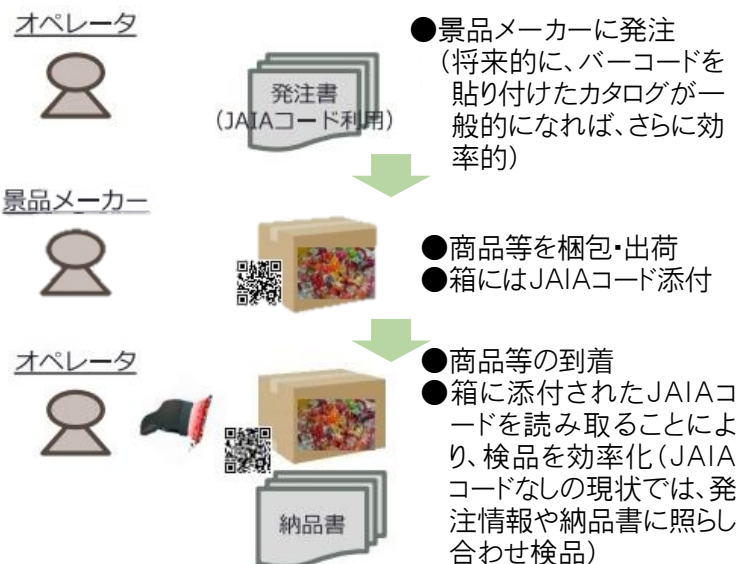 オペレータ
●景品メーカーに発注
(将来的に、バーコードを
貼り付けたカタログが一
般的になれば、さらに効
率的)
発注書
(JAIAコード利用)
景品メーカー
●商品等を梱包・出荷
●箱にはJAIAコード添付
オペレータ
●商品等の到着
●箱に添付されたJAIAコ
ードを読み取ることによ
り、検品を効率化(JAIA
コードなしの現状では、発
注情報や納品書に照らし
合わせ検品)
納品書